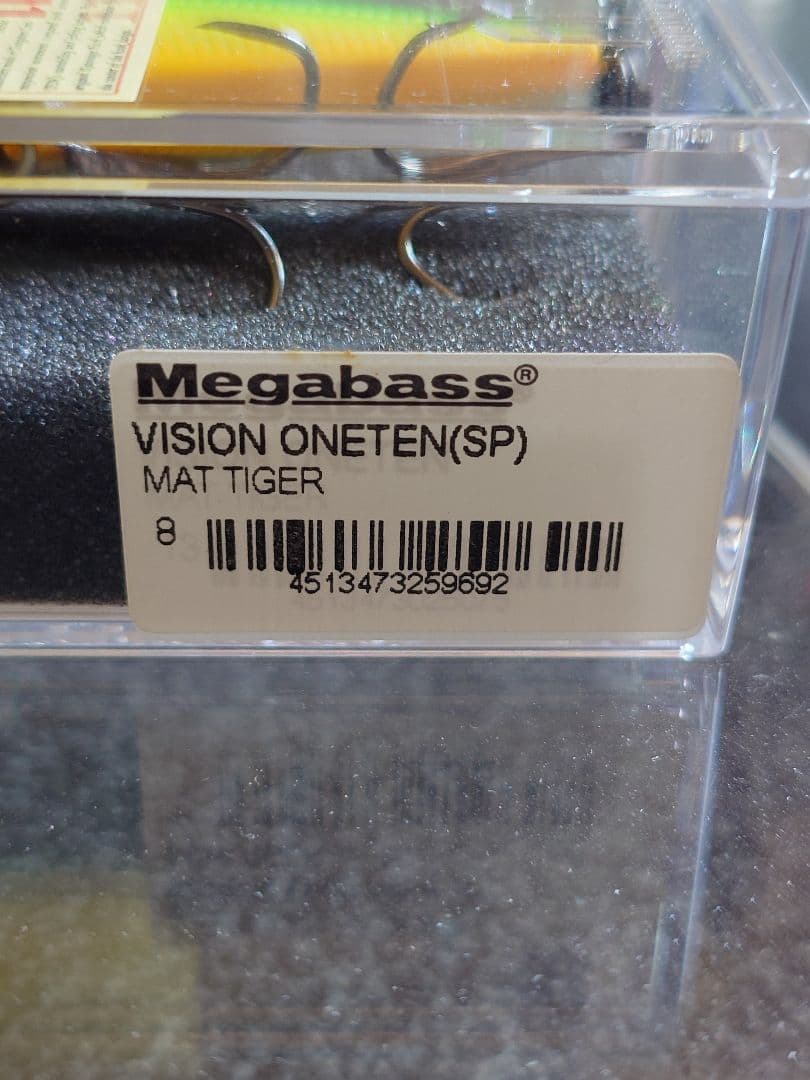 Megabass®
VISION ONETEN(SP)
MAT TIGER
8
4513473259692